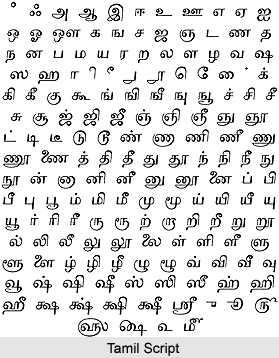 ஃ அ ஆ இ ஈ உ ஊ எ ஏ ஐ
ஒ ஓ ஔ க ங ச ஜ ஞ ட ண த
ந ன ப ம ய ர ற ல ள ழ வ ஷ
ஸ ஹ ா ி ீ ு ூ ெ ே ை ்
கி கீ கு கூ ங் ஙி ஙீ ஙு ஙூ ச் சி சீ
சு சூ ஜ் ஜி ஜீ ஞ் ஞி ஞீ ஞு ஞூ
ட் டி டீ டு டூ ண் ணி ணீ ணு
ணூ ணை த் தி தீ து தூ ந் நி நீ நு
நூ ன் னி னீ னு னூ னை ப் பி
பீ பு பூ ம் மி மீ மு மூ ய் யி யீ யு
யூ ர் ரி ரீ ரு ரூ ற் றி றீ று றூ
ல் லி லீ லு லூ லை ள் ளி ளீ ளு
ளூ ளை ழ் ழி ழீ ழு ழூ வ் வி வீ வு
வூ ஷ் ஷி ஷீ ஸ் ஸி ஸீ ஹ் ஹி
ஹீ க்ஷ க்ஷ் க்ஷி க்ஷீ ஸ்ரீ
Tamil Script